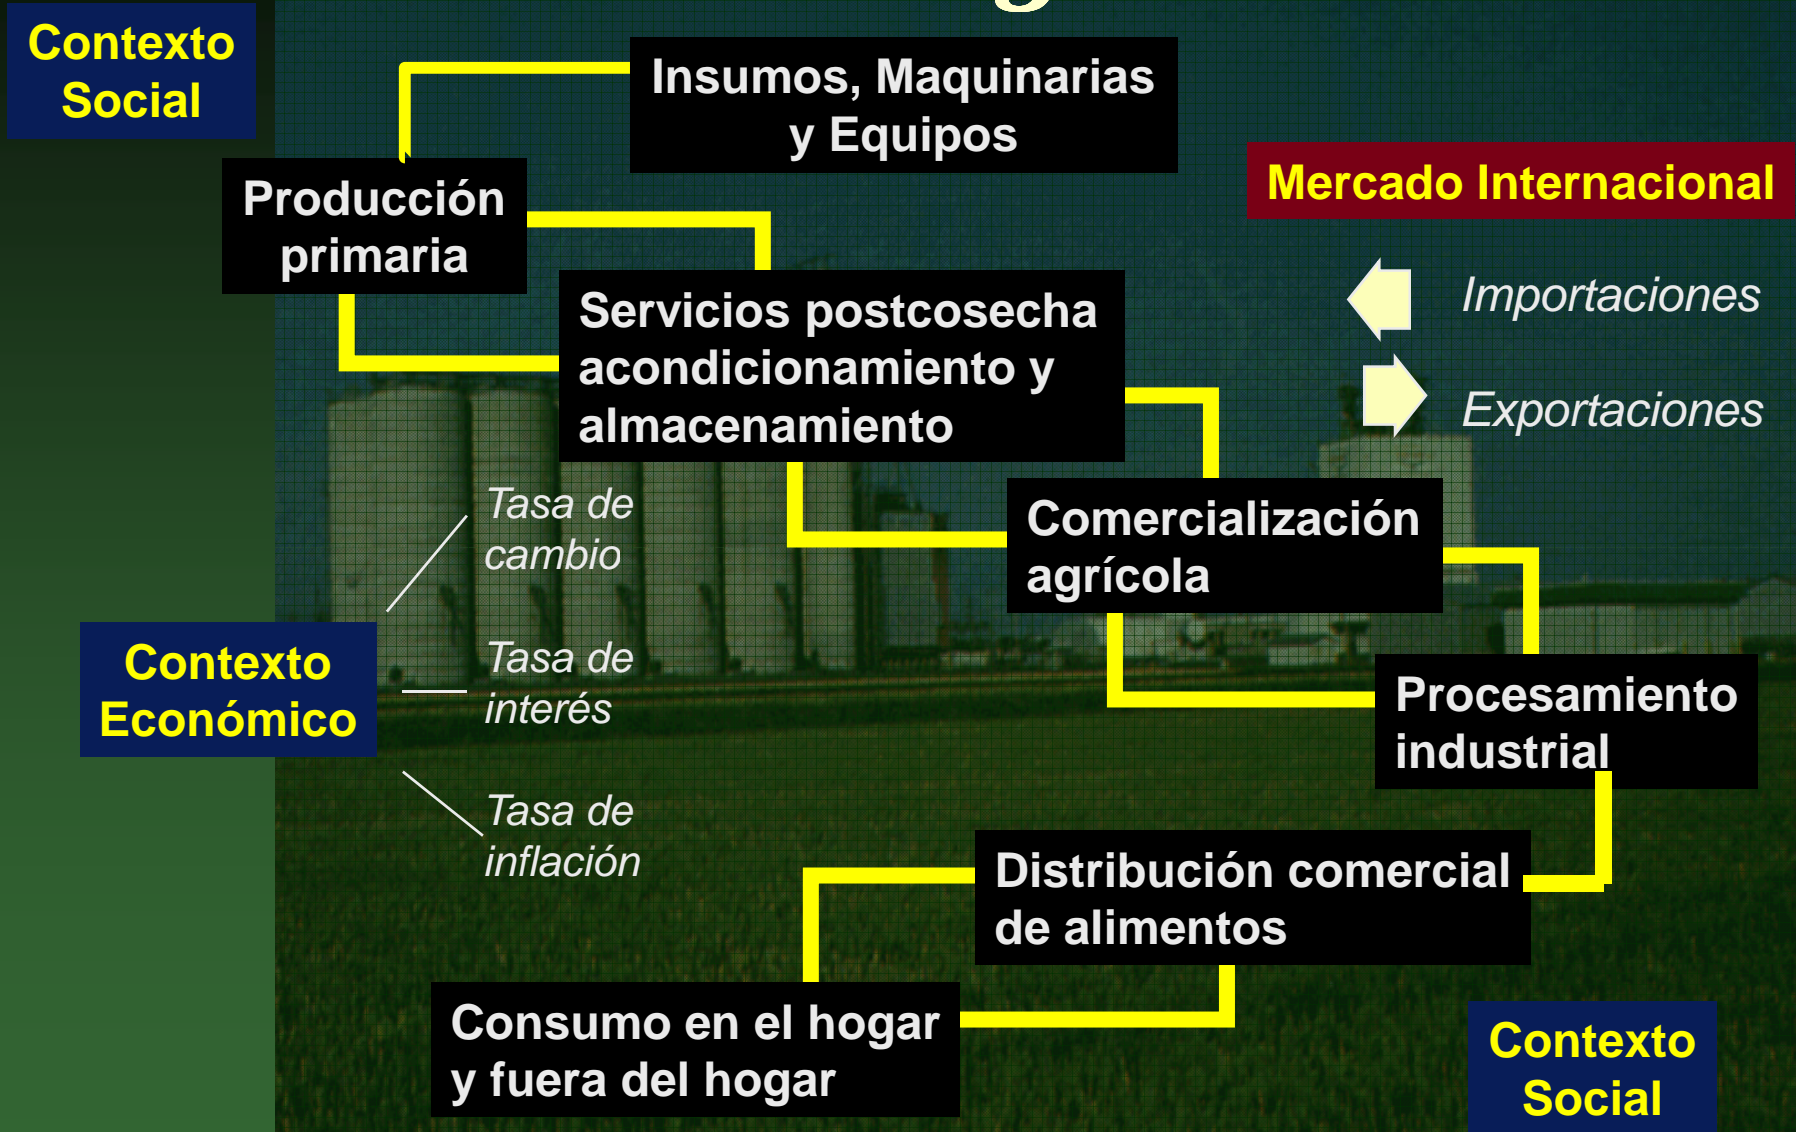 Contexto
Social
Insumos, Maquinarias
y Equipos
Mercado Internacional
Producción
primaria
Importaciones
Servicios postcosecha
acondicionamiento y
almacenamiento
Exportaciones
Tasa de
cambio
Comercialización
agrícola
Contexto
Económico
Tasa de
interés
Procesamiento
industrial
Tasa de
inflación
Distribución comercial
de alimentos
Consumo en el hogar
y fuera del hogar
Contexto
Social